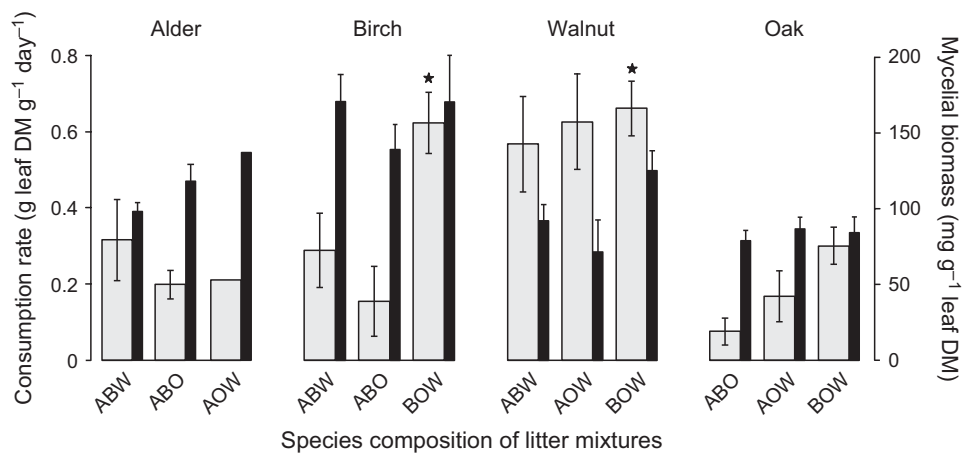 Alder Birch Walnut Oak
Consumption rate (g leaf DM g⁻¹ day⁻¹)
0.8
0.6
0.4
0.2
0
200
150
100
50
0
Mycelial biomass (mg g⁻¹ leaf DM)
ABW ABO AOW ABW ABO BOW ABW AOW BOW ABO AOW BOW
Species composition of litter mixtures